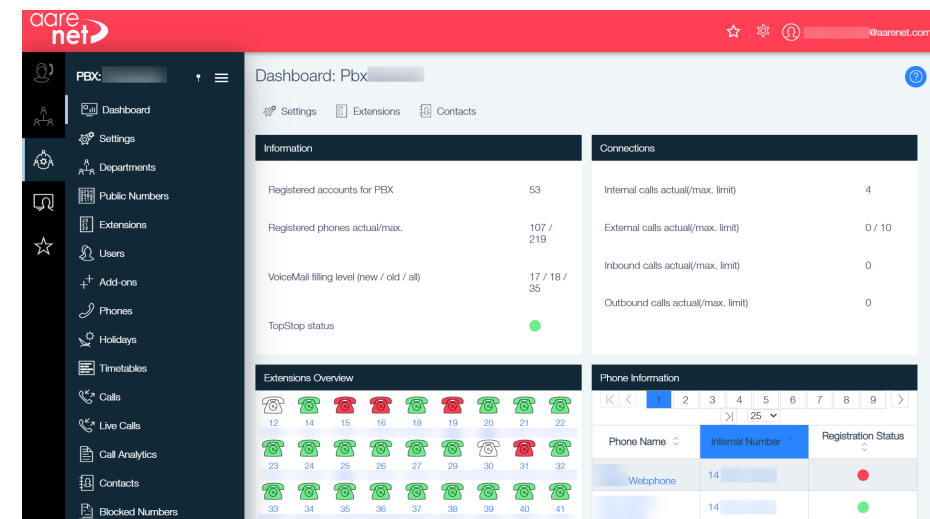 aare
net
@aarenet.com
PBX:
Dashboard
Settings
Departments
Public Numbers
Extensions
Users
Add-ons
Phones
Holidays
Timetables
Calls
Live Calls
Call Analytics
Contacts
Blocked Numbers
Dashboard: Pbx
?
Settings Extensions Contacts
Information
Registered accounts for PBX 53
Registered phones actual/max. 107 /
219
VoiceMail filling level (new / old / all) 17 / 18 /
35
TopStop status
Connections
Internal calls actual(/max. limit) 4
External calls actual(/max. limit) 0 / 10
Inbound calls actual(/max. limit) 0
Outbound calls actual(/max. limit) 0
Extensions Overview
12 14 15 16 18 19 20 21 22
23 24 25 26 27 29 30 31 32
33 34 35 36 37 38 39 40 41
Phone Information
1 2 3 4 5 6 7 8 9
25
Phone Name Internal Number Registration Status
Webphone 14
14